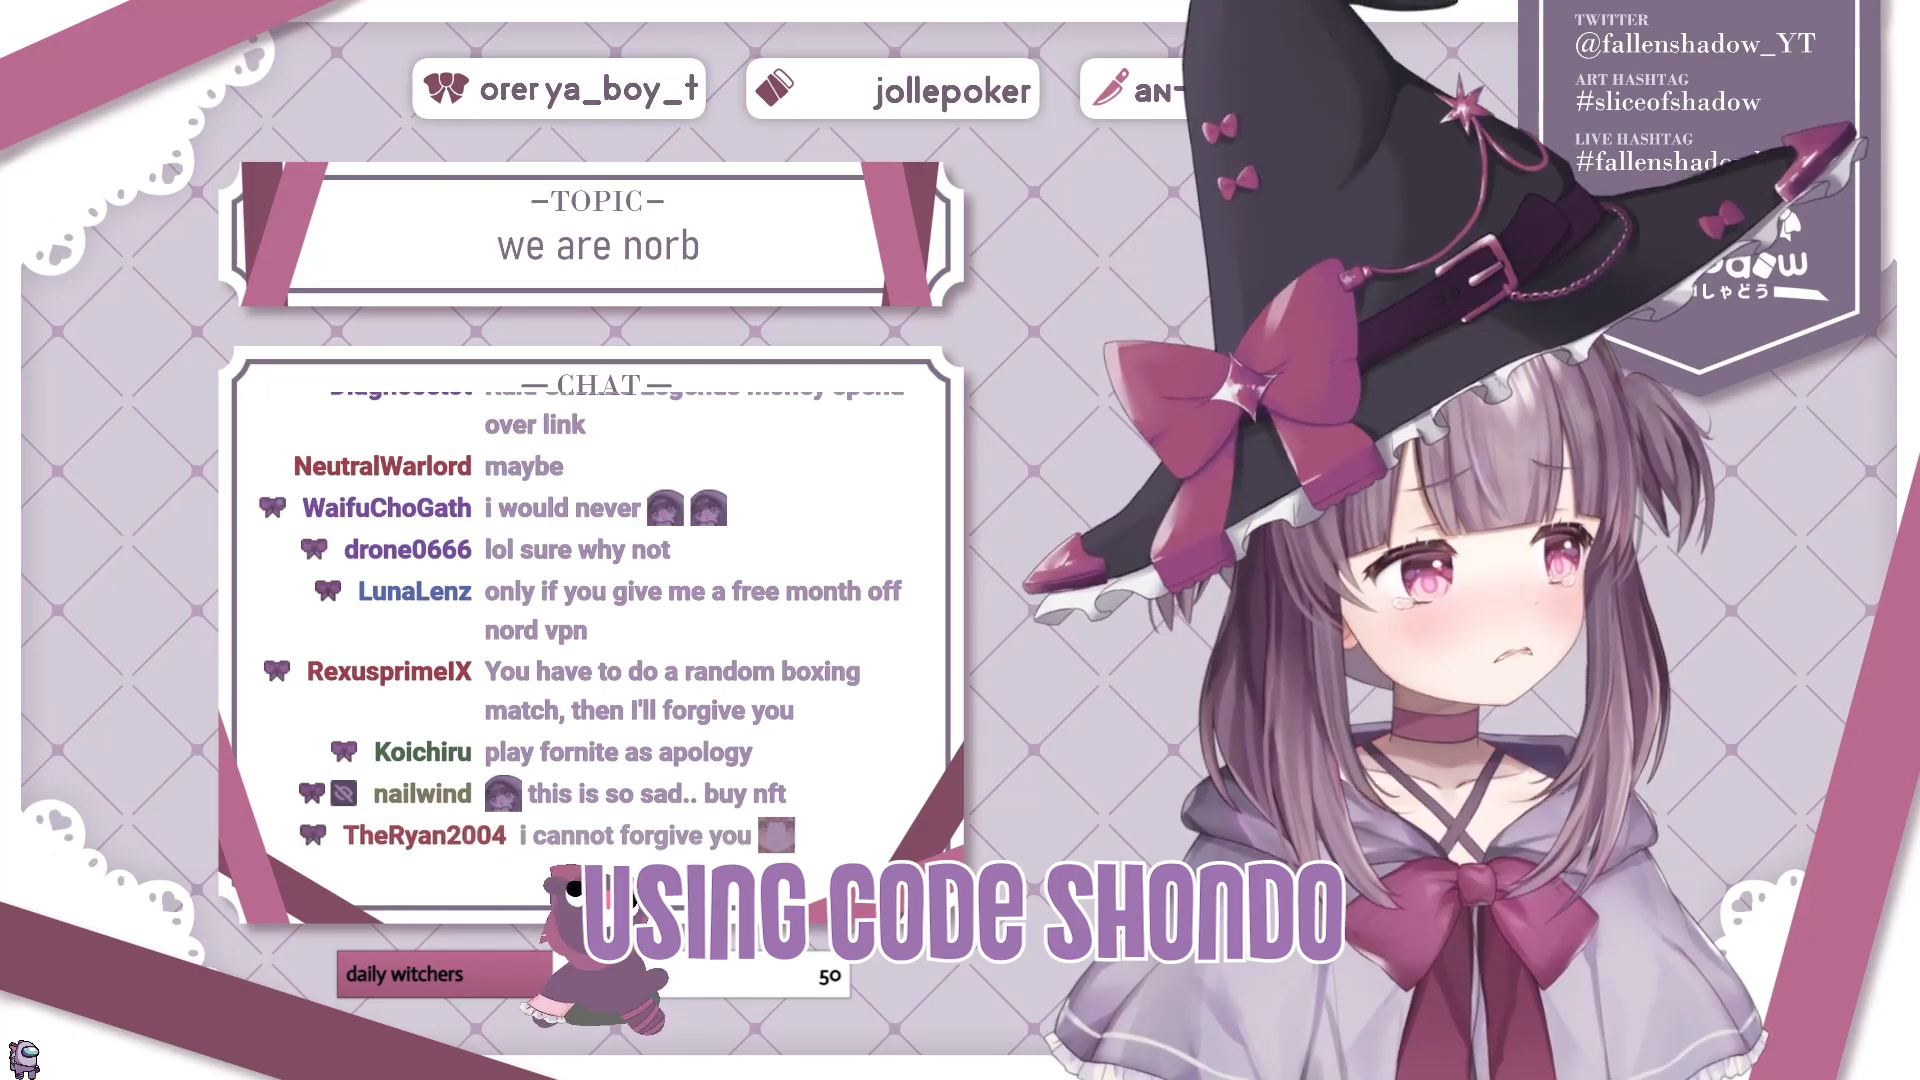 orer ya_boy_t
jollepoker
TWITTER
@fallenshadow_YT
ART HASHTAG
#sliceofshadow
LIVE HASHTAG
-TOPIC-
we are norb
— CHAT —
over link
NeutralWarlord maybe
WaifuChoGath i would never
drone0666 lol sure why not
LunaLenz only if you give me a free month off
nord vpn
RexusprimeIX You have to do a random boxing
match, then I'll forgive you
Koichiru play fornite as apology
nailwind this is so sad.. buy nft
TheRyan2004 i cannot forgive you
USING CODE SHONDO
daily witchers
50